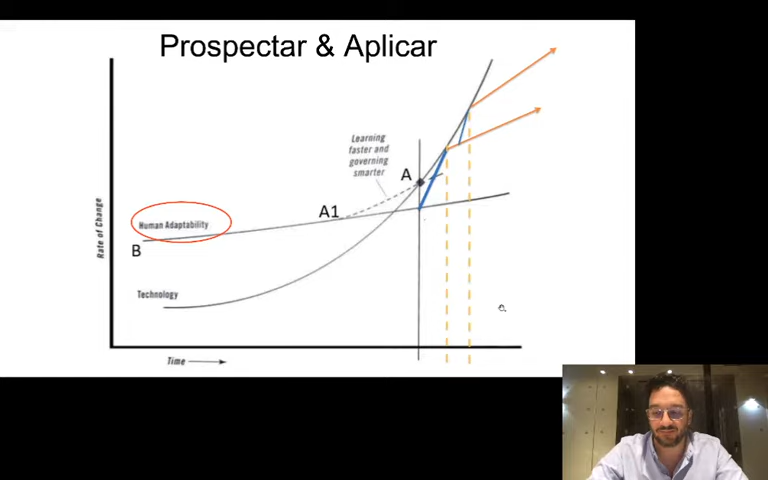 Prospectar & Aplicar
Learning
faster and
governing
smarter
A
A1
Human Adaptability
B
Rate of Change
Technology
Time